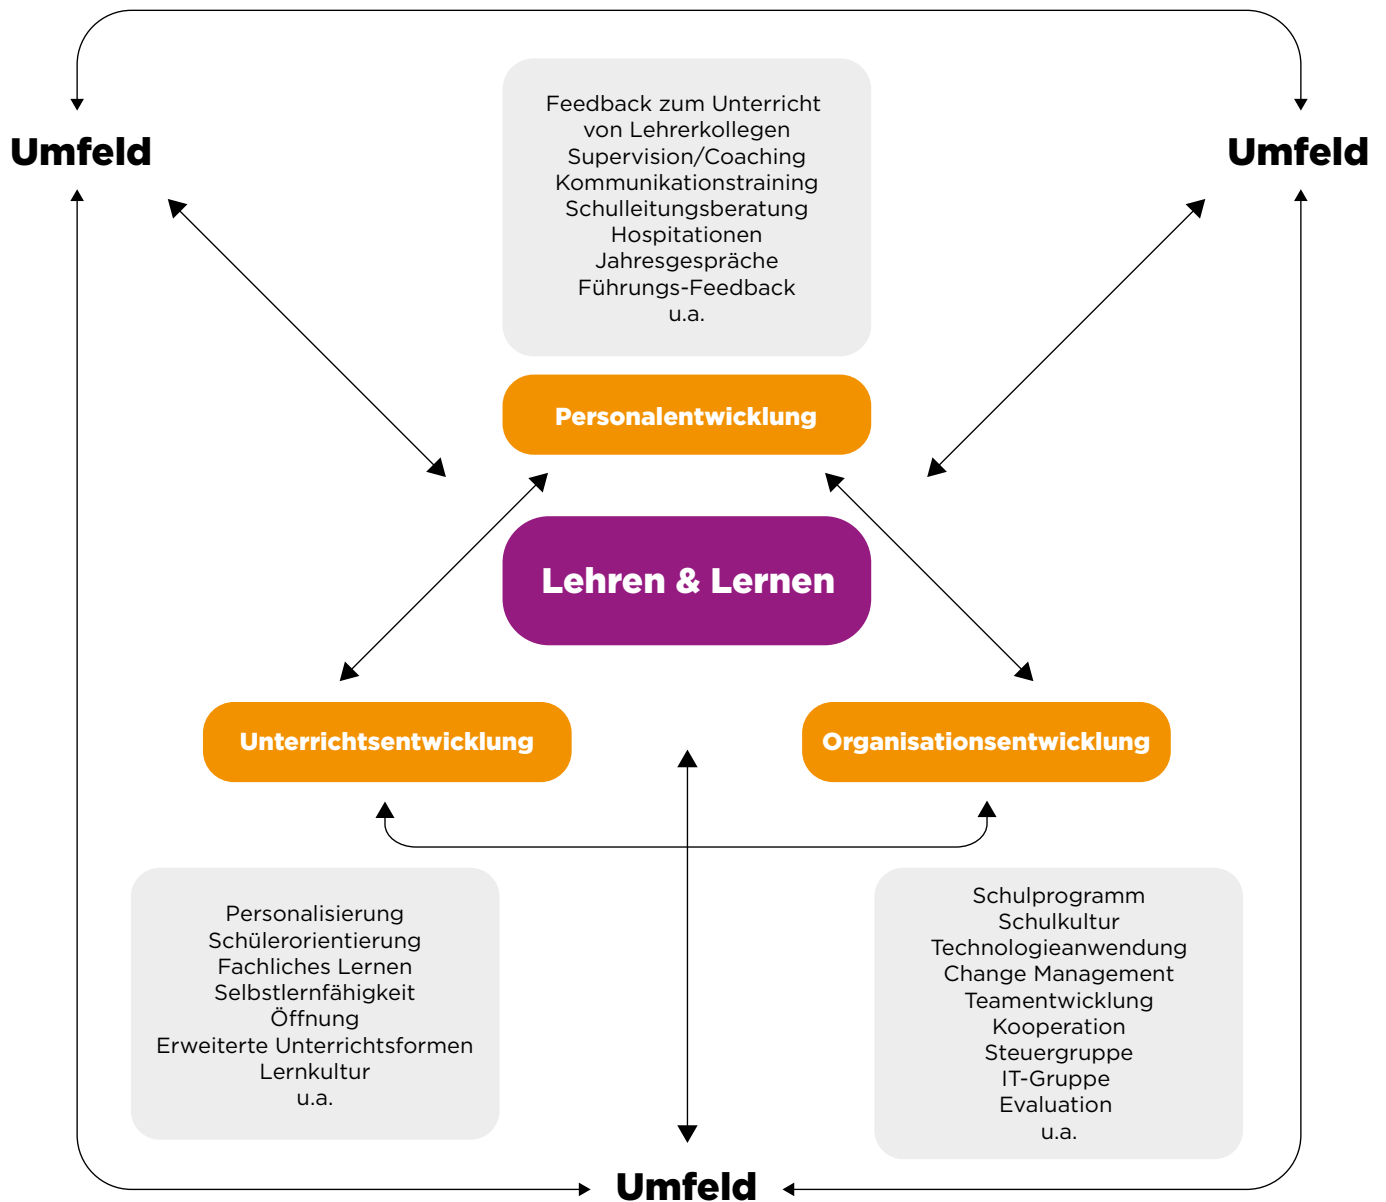 Umfeld
Umfeld
Feedback zum Unterricht
von Lehrerkollegen
Supervision/Coaching
Kommunikationstraining
Schulleitungsberatung
Hospitationen
Jahresgespräche
Führungs-Feedback
u.a.
Personalentwicklung
Lehren & Lernen
Unterrichtsentwicklung
Organisationsentwicklung
Personalisierung
Schülerorientierung
Fachliches Lernen
Selbstlernfähigkeit
Öffnung
Erweiterte Unterrichtsformen
Lernkultur
u.a.
Schulprogramm
Schulkultur
Technologieanwendung
Change Management
Teamentwicklung
Kooperation
Steuergruppe
IT-Gruppe
Evaluation
u.a.
Umfeld